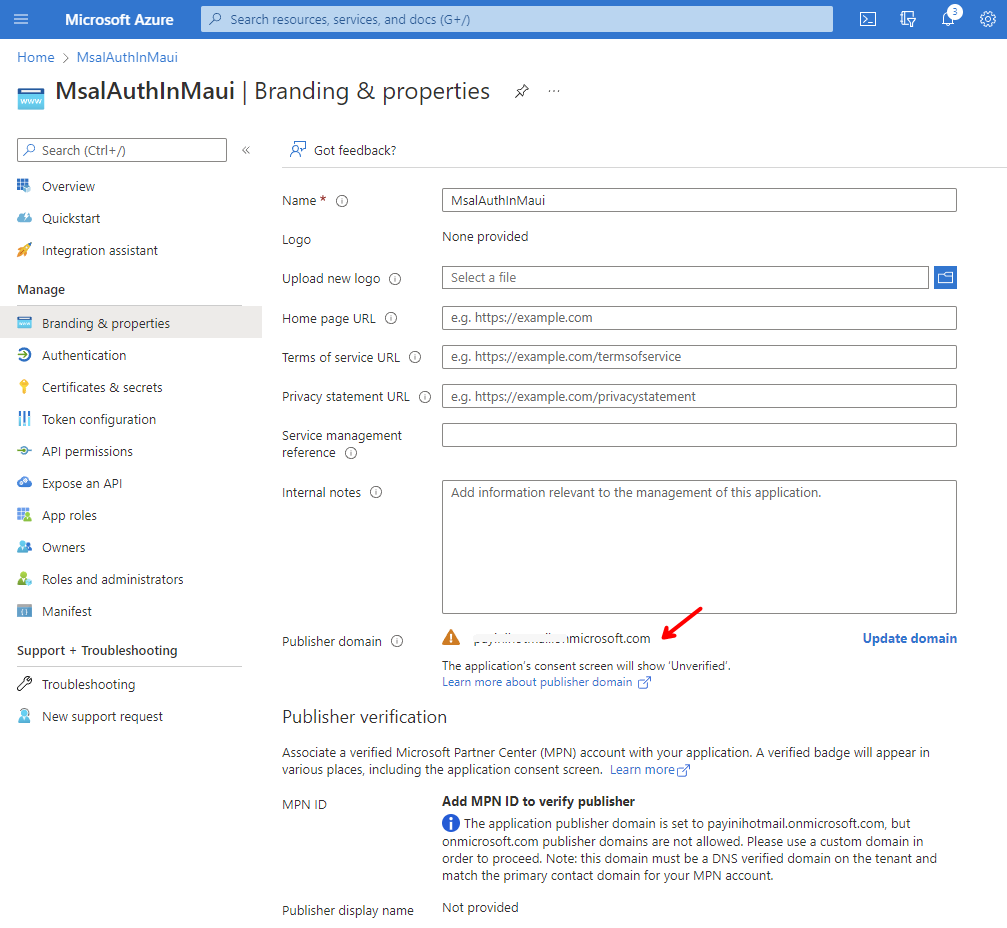 Microsoft Azure
Search resources, services, and docs (G+/)
3
Home > MsalAuthInMaui
www
MsalAuthInMaui | Branding & properties
...
Search (Ctrl+/)
«
Got feedback?
Overview
Quickstart
Integration assistant
Manage
Branding & properties
Authentication
Certificates & secrets
Token configuration
API permissions
Expose an API
App roles
Owners
Roles and administrators
Manifest
Support + Troubleshooting
Troubleshooting
New support request
Name *
MsalAuthInMaui
Logo
None provided
Upload new logo
Select a file
Home page URL
e.g. https://example.com
Terms of service URL
e.g. https://example.com/termsofservice
Privacy statement URL
e.g. https://example.com/privacystatement
Service management
reference
Internal notes
Add information relevant to the management of this application.
Publisher domain
payinihotmail.onmicrosoft.com
Update domain
The application's consent screen will show 'Unverified'.
Learn more about publisher domain
Publisher verification
Associate a verified Microsoft Partner Center (MPN) account with your application. A verified badge will appear in
various places, including the application consent screen. Learn more
MPN ID
Add MPN ID to verify publisher
The application publisher domain is set to payinihotmail.onmicrosoft.com, but
onmicrosoft.com publisher domains are not allowed. Please use a custom domain in
order to proceed. Note: this domain must be a DNS verified domain on the tenant and
match the primary contact domain for your MPN account.
Publisher display name
Not provided